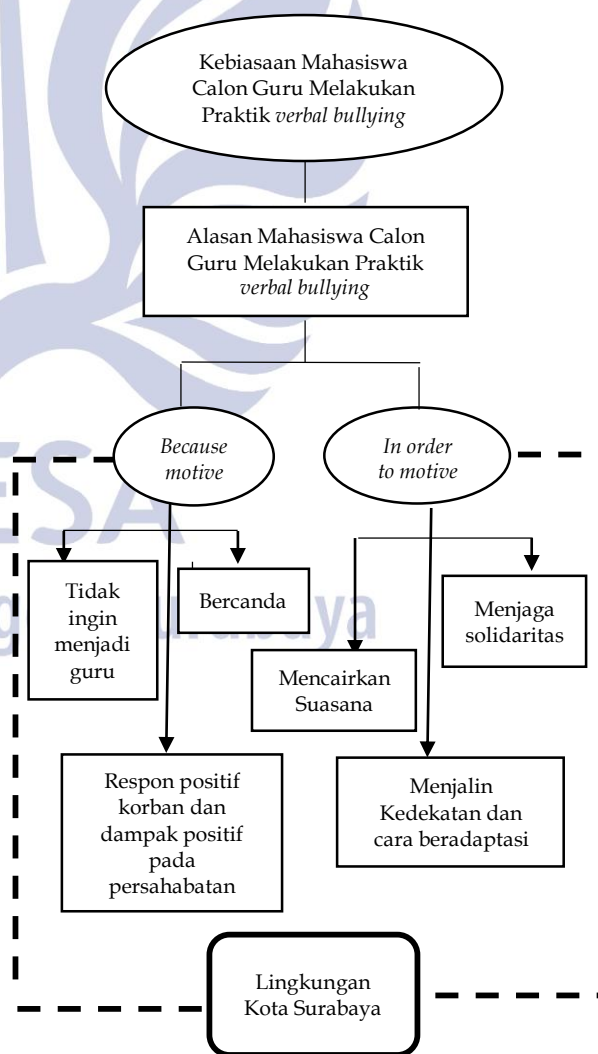 Kebiasaan Mahasiswa
Calon Guru Melakukan
Praktik verbal bullying
Alasan Mahasiswa Calon
Guru Melakukan Praktik
verbal bullying
Because
motive
In order
to motive
ESA
Tidak
ingin
menjadi
guru
Bercanda
Mencairkan
Suasana
Menjaga
solidaritas
Respon positif
korban dan
dampak positif
pada
persahabatan
Menjalin
Kedekatan dan
cara beradaptasi
Lingkungan
Kota Surabaya